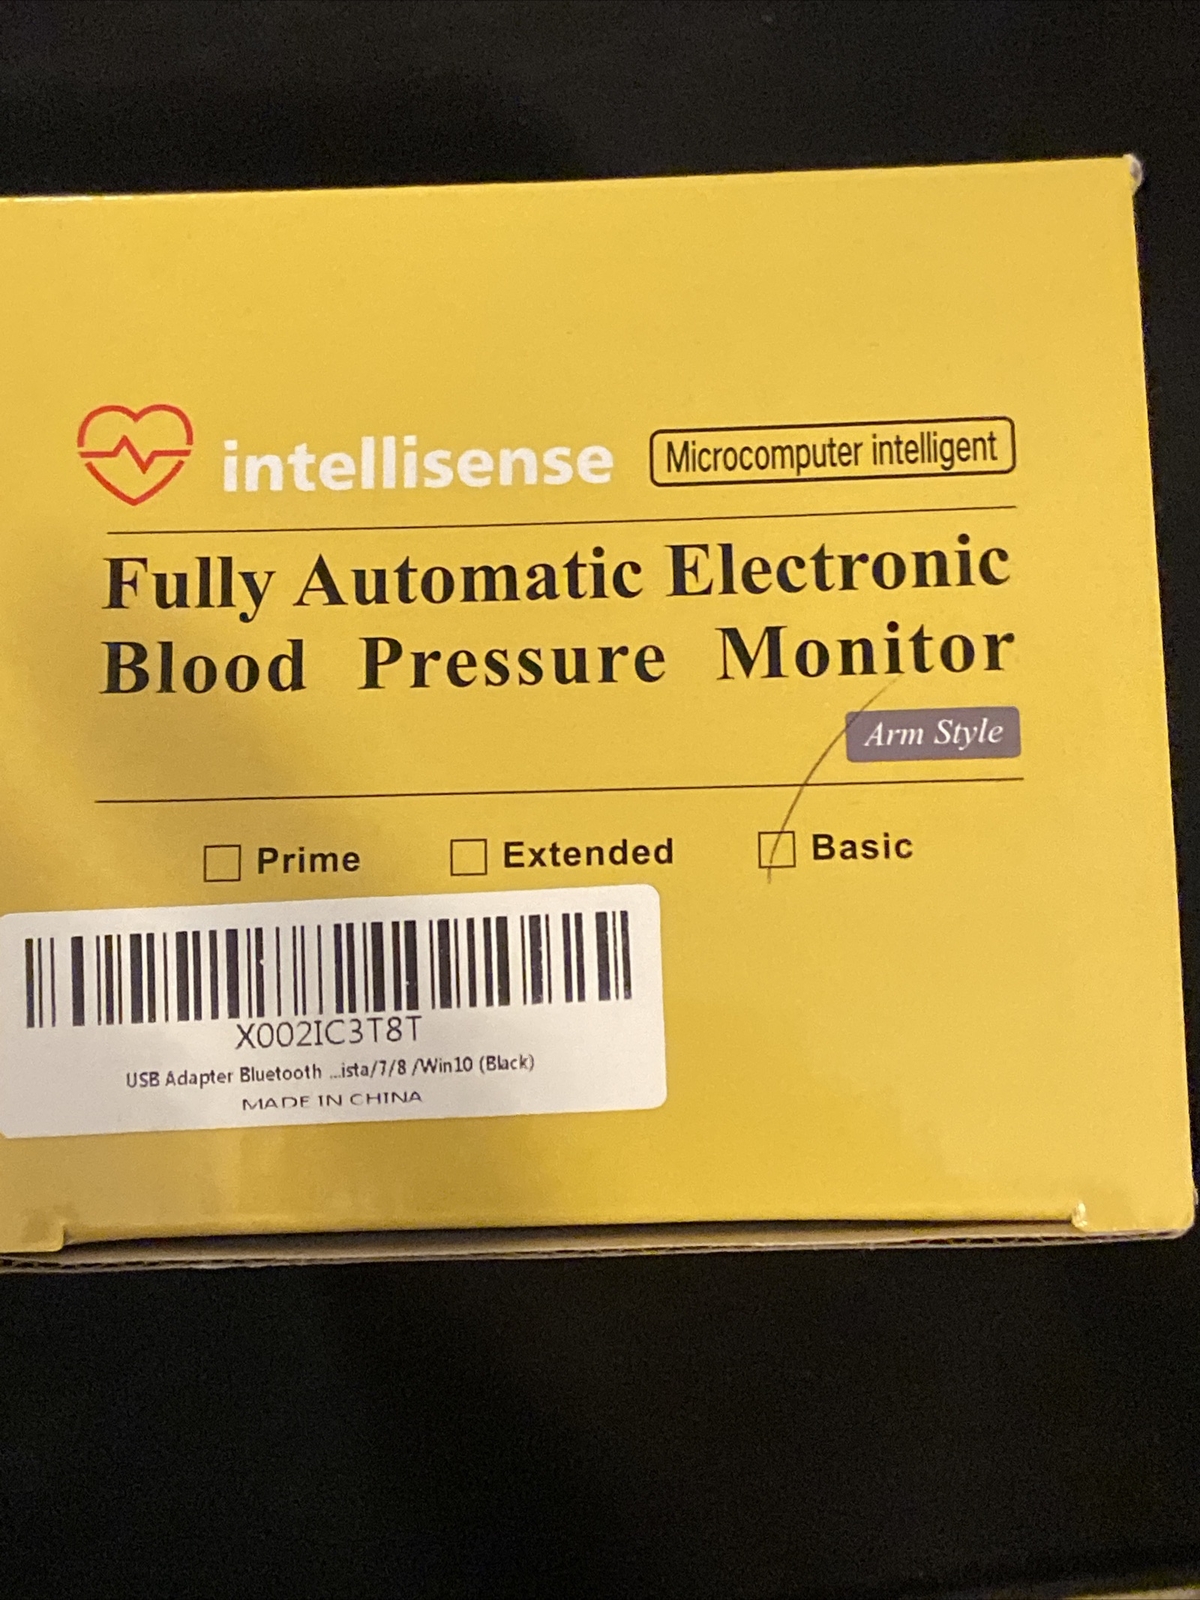 intellisense
Microcomputer intelligent
Fully Automatic Electronic
Blood Pressure Monitor
Arm Style
Prime
Extended
Basic
X002IC3T8T
USB Adapter Bluetooth ...ista/7/8 /Win10 (Black)
MADE IN CHINA